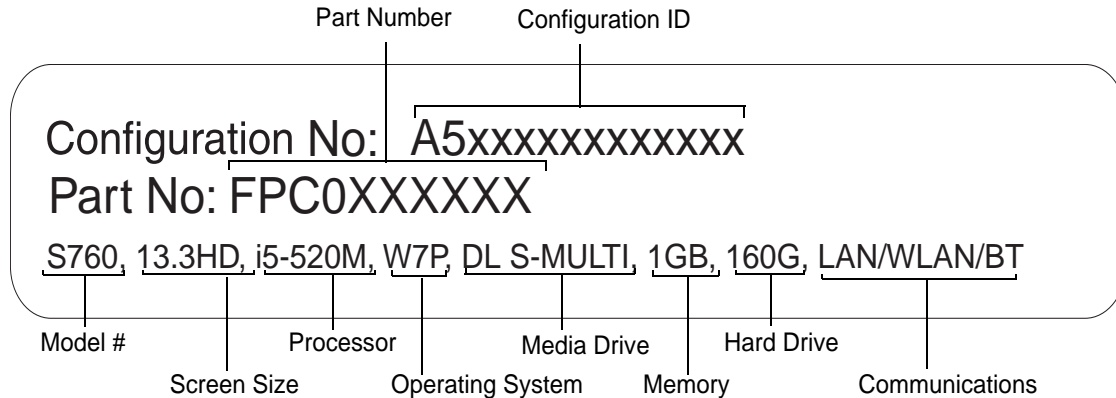 Part Number Configuration ID
Configuration No: A5xxxxxxxxxxxx
Part No: FPC0XXXXXX
S760, 13.3HD, i5-520M, W7P, DL S-MULTI, 1GB, 160G, LAN/WLAN/BT
Model # Processor Media Drive Hard Drive
Screen Size Operating System Memory Communications